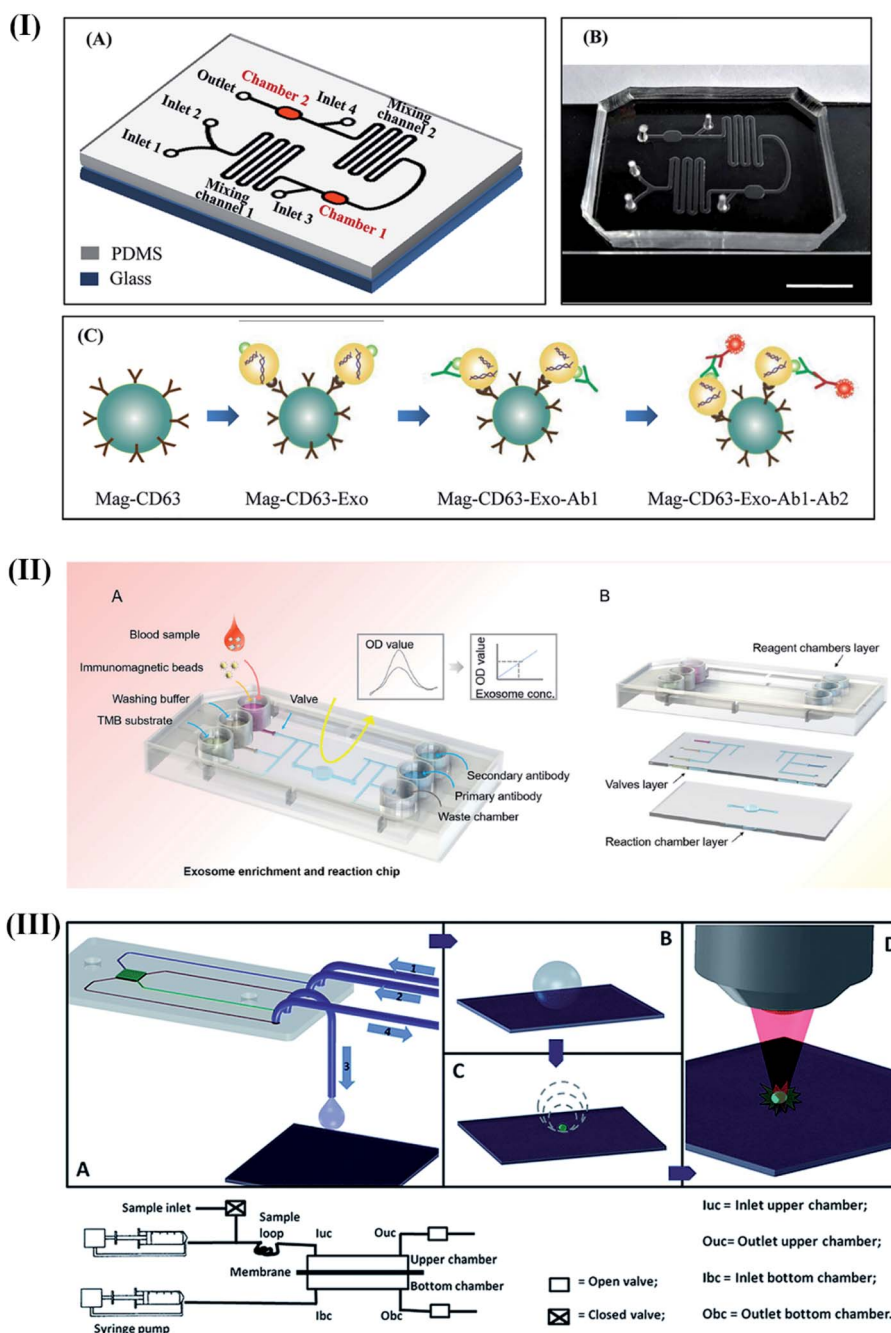 (I)
(A)
Outlet
Chamber 2
Inlet 4
Mixing
channel 2
Inlet 2
Inlet 1
Mixing
channel 1
Inlet 3
Chamber 1
PDMS
Glass
(B)
(C)
Mag-CD63
Mag-CD63-Exo
Mag-CD63-Exo-Ab1
Mag-CD63-Exo-Ab1-Ab2
(II)
A
Blood sample
Immunomagnetic beads
Washing buffer
TMB substrate
Valve
OD value
OD value
Exosome conc.
Secondary antibody
Primary antibody
Waste chamber
Exosome enrichment and reaction chip
B
Reagent chambers layer
Valves layer
Reaction chamber layer
(III)
1
2
4
3
A
B
C
D
Sample inlet
Sample
loop
Iuc
Ouc
Upper chamber
Membrane
Bottom chamber
Ibc
Obc
Syringe pump
= Open valve;
= Closed valve;
Iuc = Inlet upper chamber;
Ouc= Outlet upper chamber;
Ibc = Inlet bottom chamber;
Obc = Outlet bottom chamber.